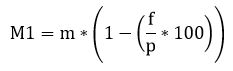 M1 = m * (1 − (f/p * 100))